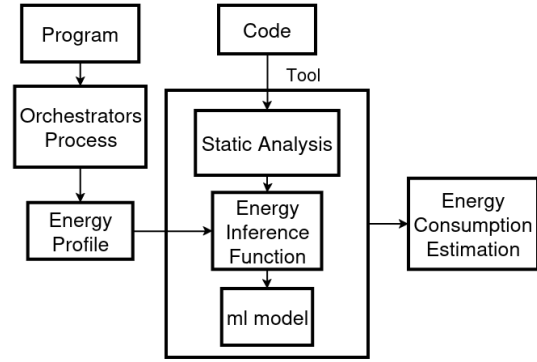 Program
Code
Tool
Orchestrators
Process
Static Analysis
Energy
Profile
Energy
Inference
Function
Energy
Consumption
Estimation
ml model